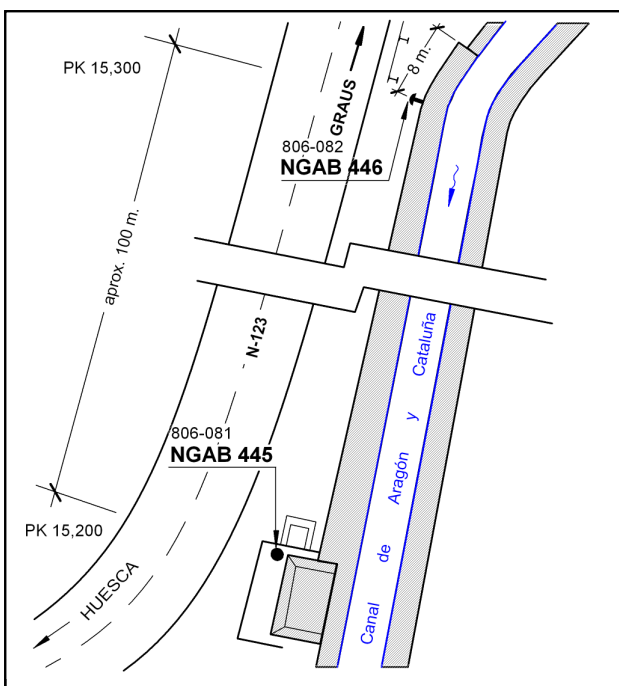 PK 15,300
8 m.
GRAUS
806-082
NGAB 446
aprox. 100 m.
N-123
Canal de Aragón y Cataluña
806-081
NGAB 445
PK 15,200
HUESCA